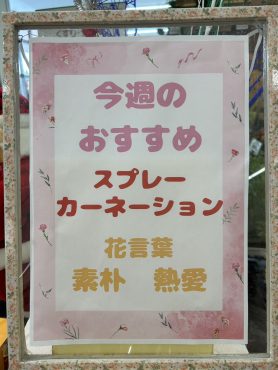 今週の
おすすめ
スプレー
カーネーション
花言葉
素朴　熱愛